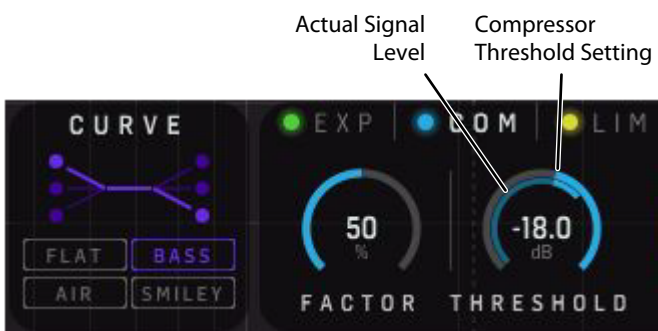 Actual Signal
Level
Compressor
Threshold Setting
CURVE
FLAT BASS
AIR SMILEY
EXP COM LIM
50
%
-18.0
dB
FACTOR THRESHOLD